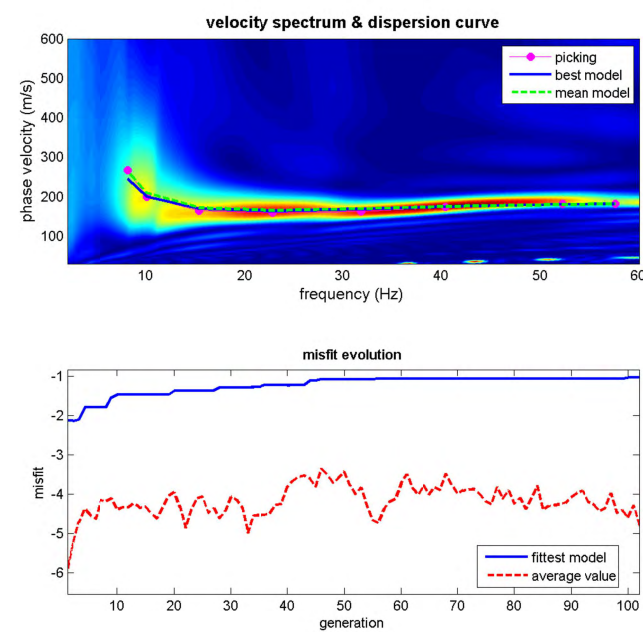 velocity spectrum & dispersion curve
600
500
400
300
200
100
phase velocity (m/s)
picking
best model
mean model
10
20
30
40
50
60
frequency (Hz)
misfit evolution
-1
-2
-3
-4
-5
-6
misfit
fittest model
average value
10
20
30
40
50
60
70
80
90
100
generation